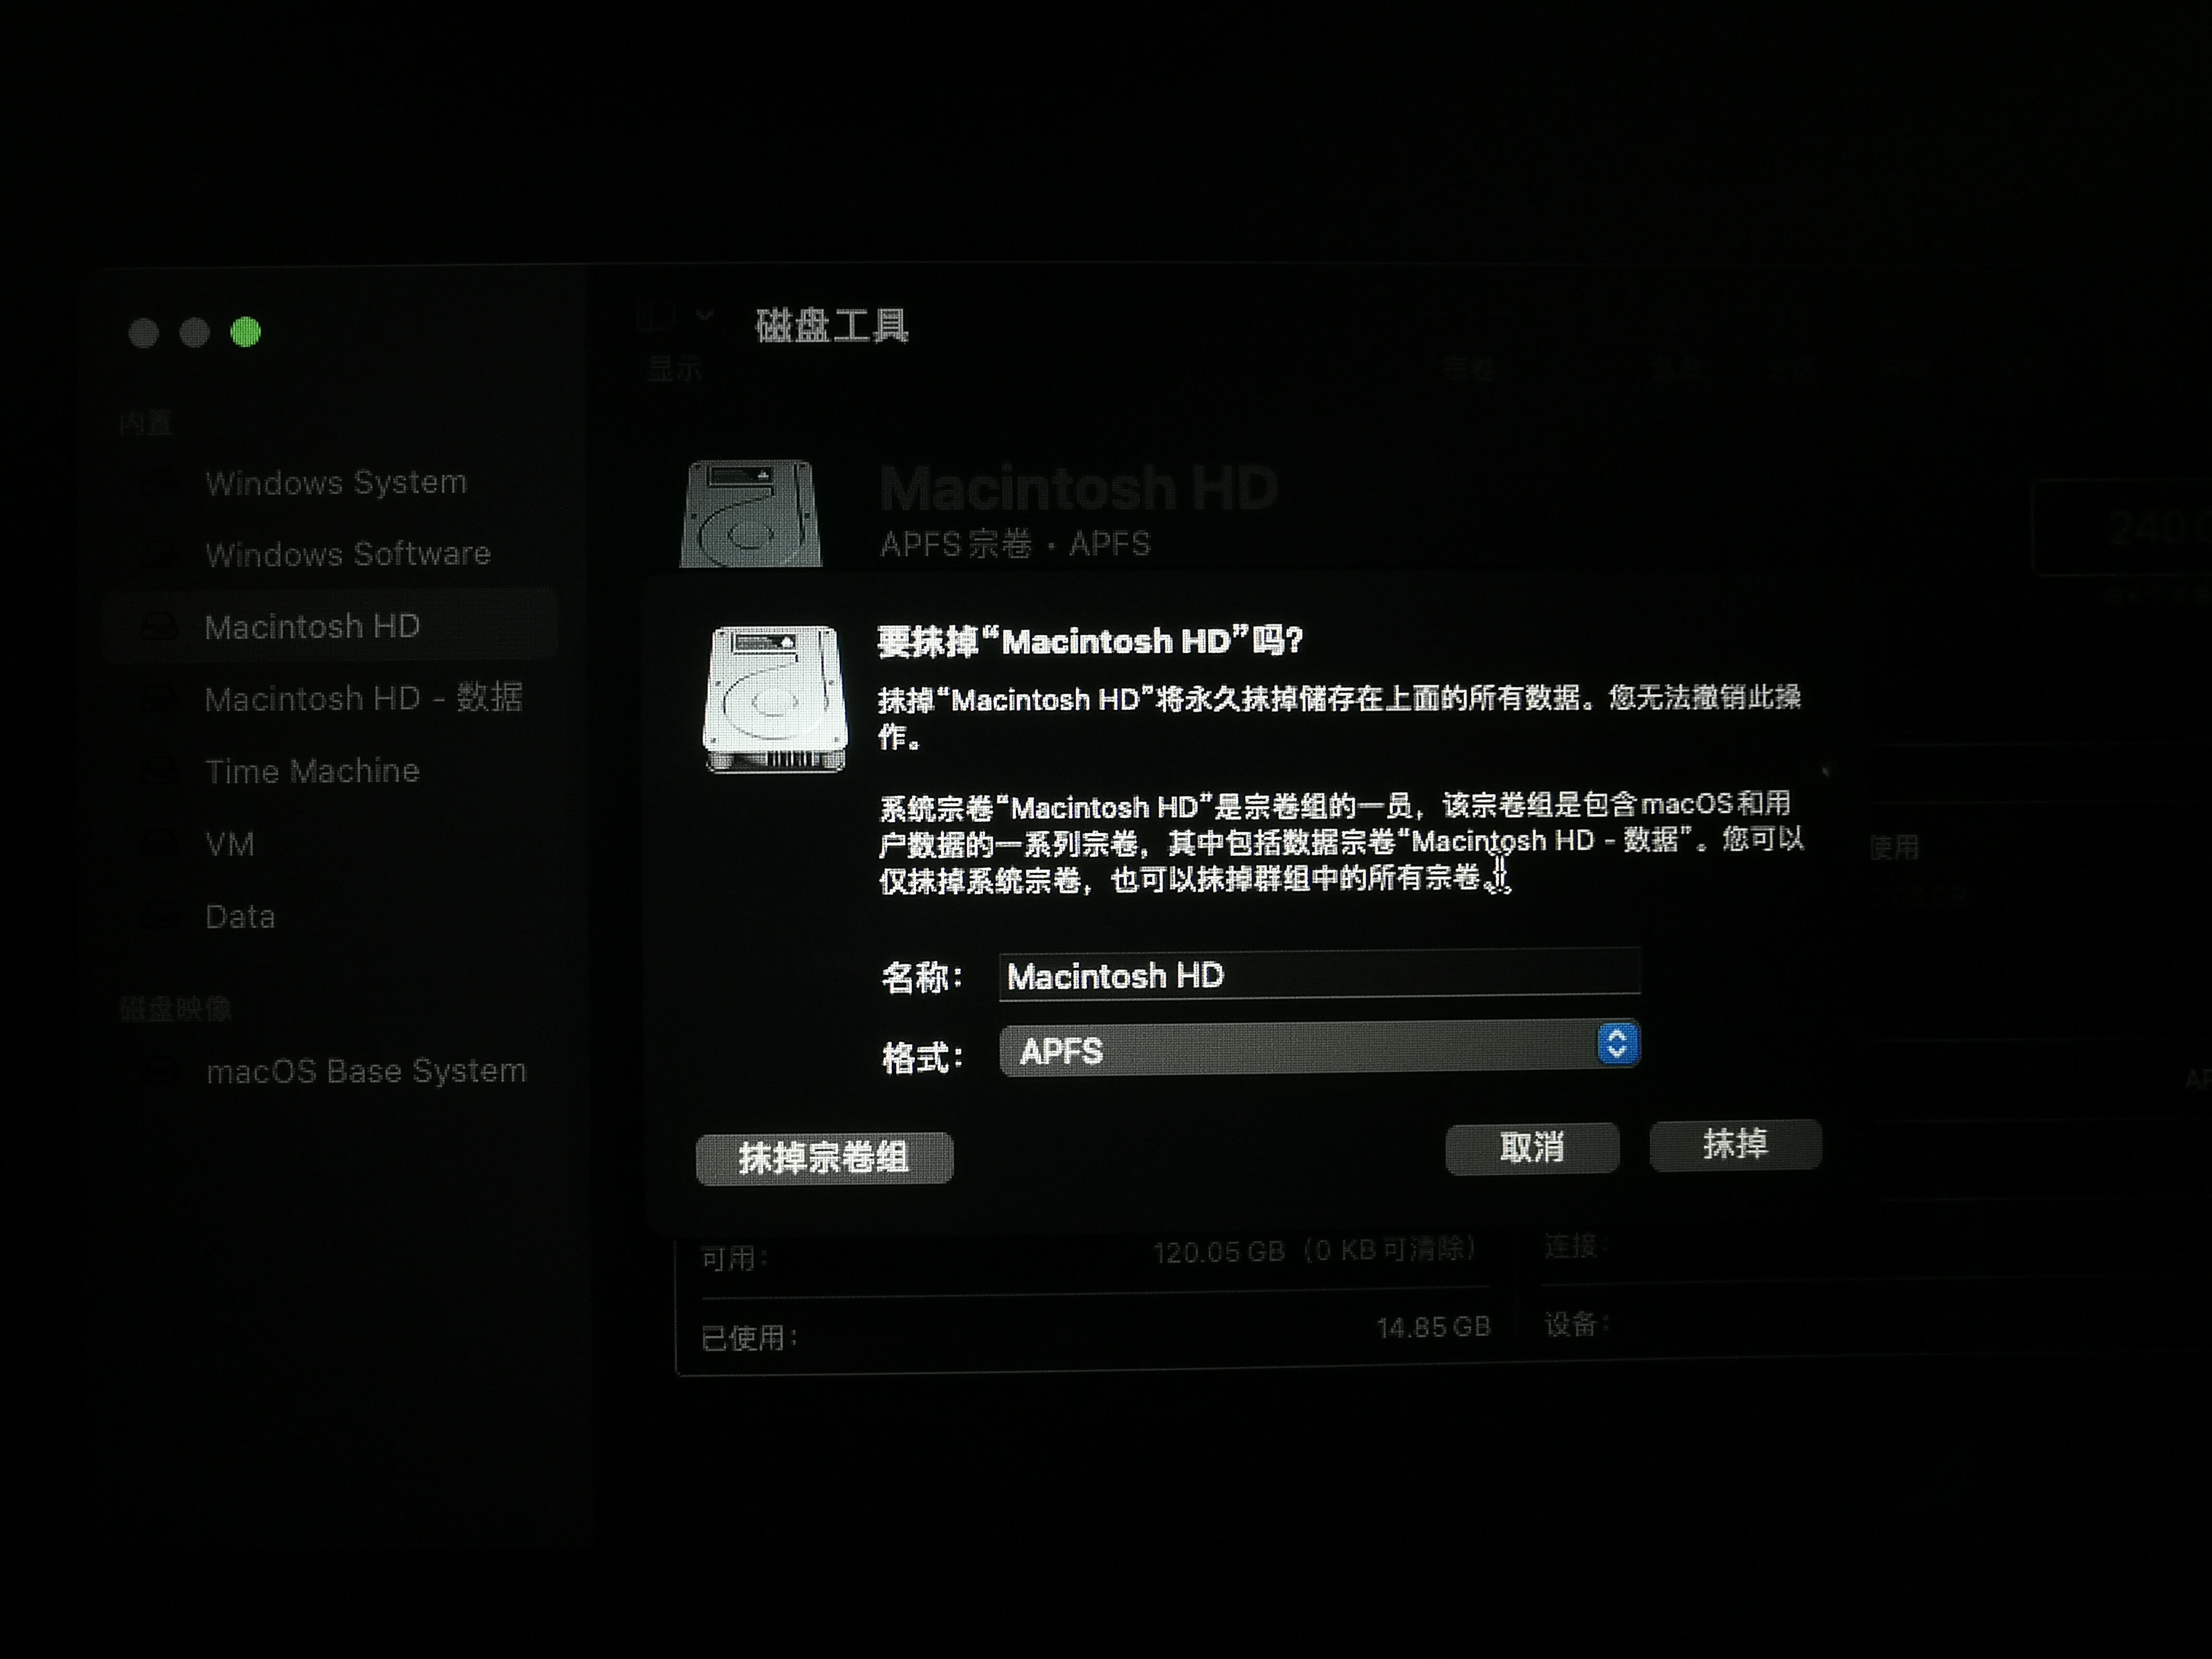 磁盘工具
显示
宗卷
内置
Windows System
Windows Software
Macintosh HD
Macintosh HD - 数据
Time Machine
VM
Data
磁盘映像
macOS Base System
Macintosh HD
APFS宗卷 · APFS
要抹掉“Macintosh HD”吗?
抹掉“Macintosh HD”将永久抹掉储存在上面的所有数据。您无法撤销此操
作。
系统宗卷“Macintosh HD”是宗卷组的一员，该宗卷组是包含macOS和用
户数据的一系列宗卷，其中包括数据宗卷“Macintosh HD - 数据”。您可以
仅抹掉系统宗卷，也可以抹掉群组中的所有宗卷。
名称：
Macintosh HD
格式：
APFS
抹掉宗卷组
取消
抹掉
使用
可用：
120.05 GB（0 KB可清除）
连接：
已使用：
14.85 GB
设备：